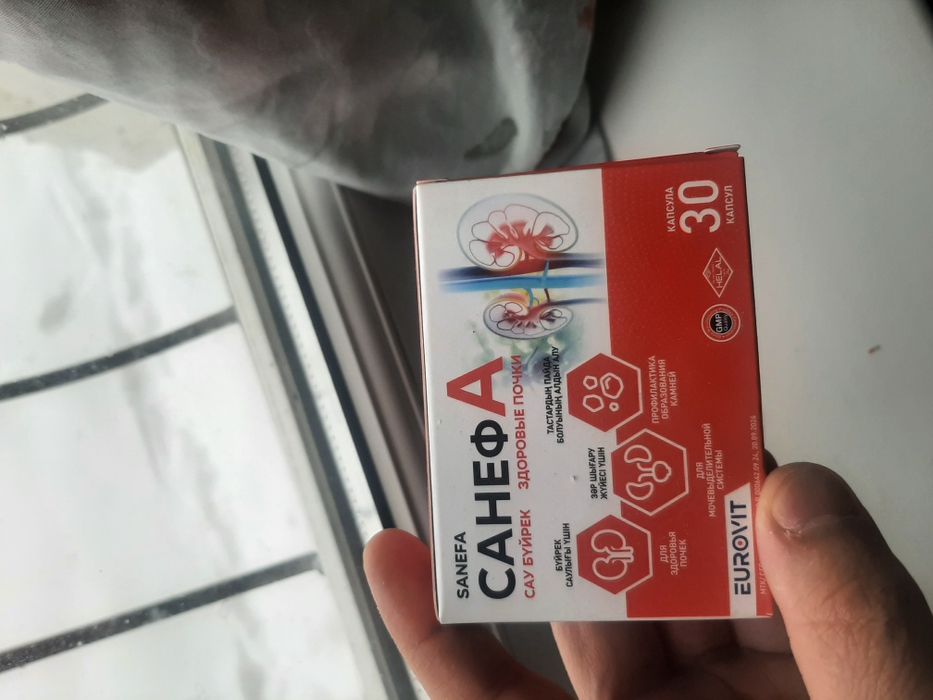 SANEFA
САНЕФА
САУ БҮЙРЕК ЗДОРОВЫЕ ПОЧКИ
БҮЙРЕК
САУЛЫҒЫ ҮШІН
ЗӘР ШЫҒАРУ
ЖҮЙЕСІ ҮШІН
ТАСТАРДЫҢ ПАЙДА
БОЛУЫНЫҢ АЛДЫН АЛУ
ДЛЯ
ЗДОРОВЬЯ
ПОЧЕК
ДЛЯ
МОЧЕВЫДЕЛИТЕЛЬНОЙ
СИСТЕМЫ
ПРОФИЛАКТИКА
ОБРАЗОВАНИЯ
КАМНЕЙ
EUROVIT
GMP
HELAL
КАПСУЛА
30
КАПСУЛ